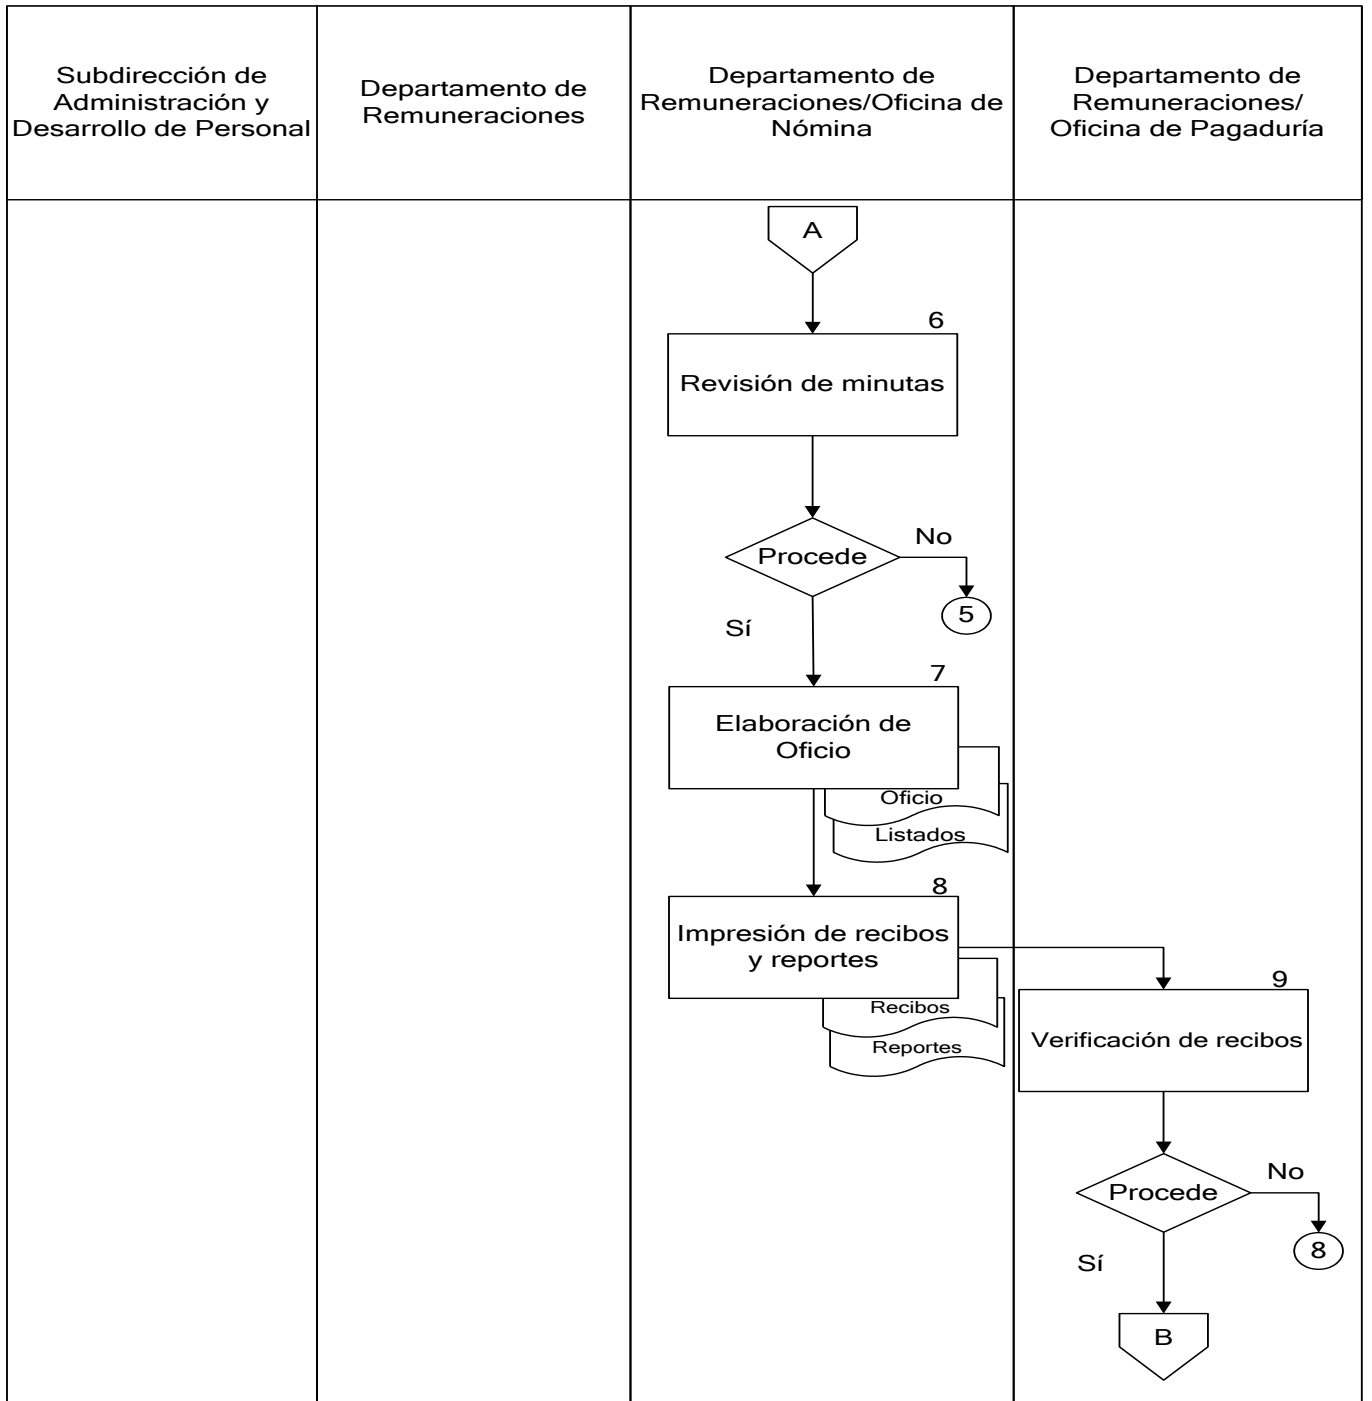 Subdirección de
Administración y
Desarrollo de Personal
Departamento de
Remuneraciones
Departamento de
Remuneraciones/Oficina de
Nómina
Departamento de
Remuneraciones/
Oficina de Pagaduría
A
6
Revisión de minutas
Procede
No
5
Sí
7
Elaboración de
Oficio
Oficio
Listados
8
Impresión de recibos
y reportes
Recibos
Reportes
9
Verificación de recibos
Procede
No
8
Sí
B